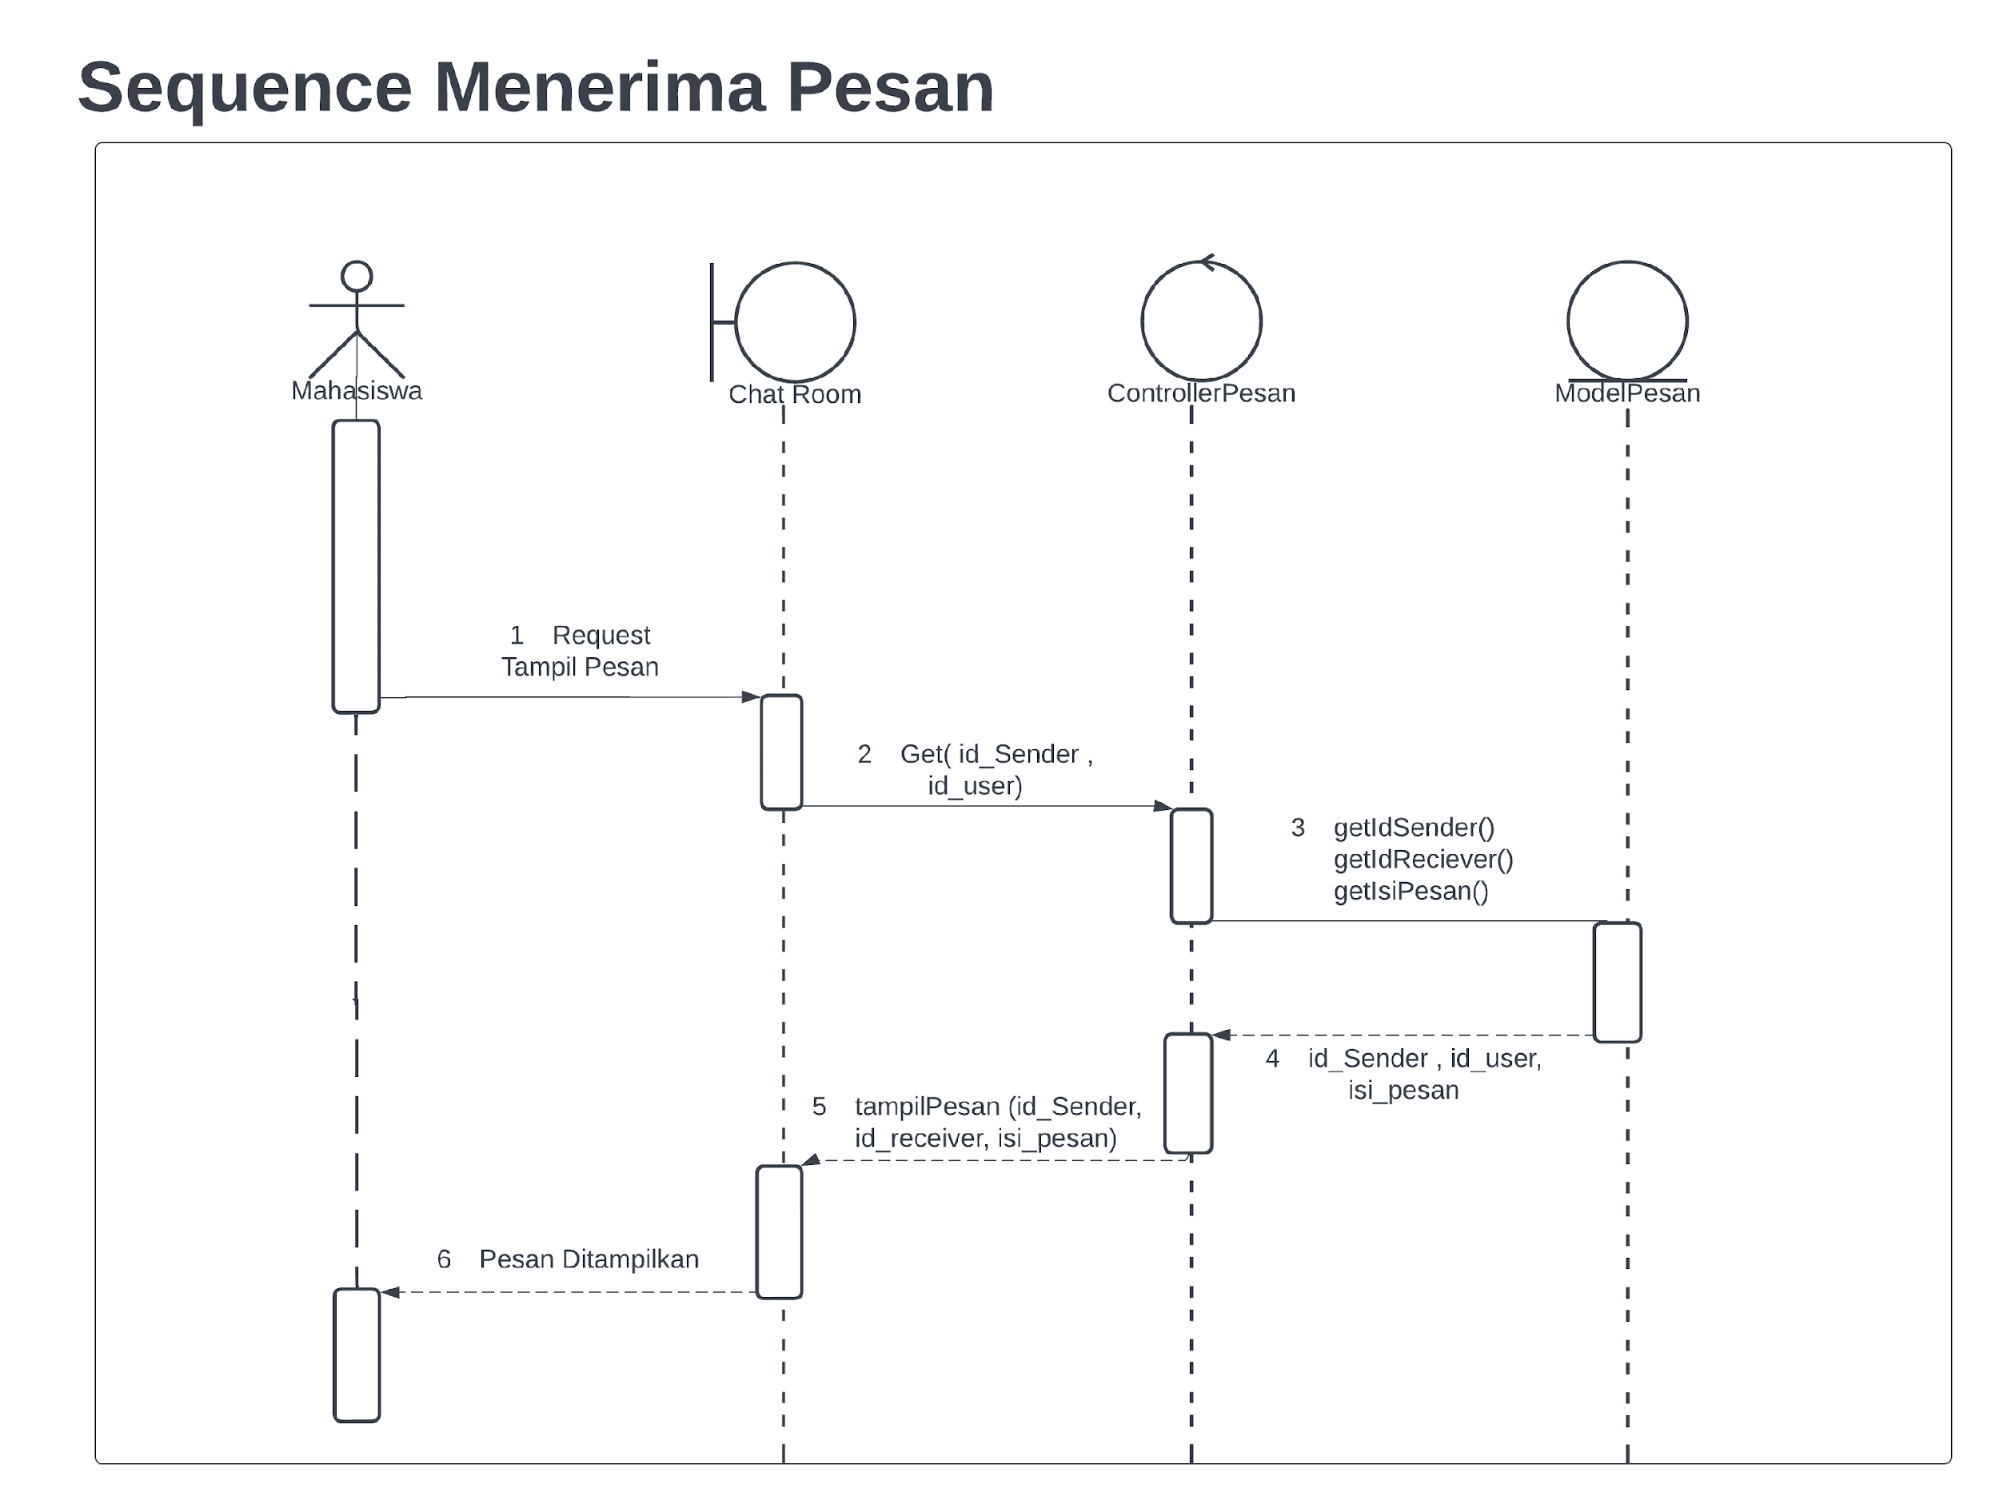 Sequence Menerima Pesan
Mahasiswa
Chat Room
ControllerPesan
ModelPesan
1 Request
Tampil Pesan
2 Get( id_Sender ,
id_user)
3 getIdSender()
getIdReciever()
getIsiPesan()
4 id_Sender , id_user,
isi_pesan
5 tampilPesan (id_Sender,
id_receiver, isi_pesan)
6 Pesan Ditampilkan